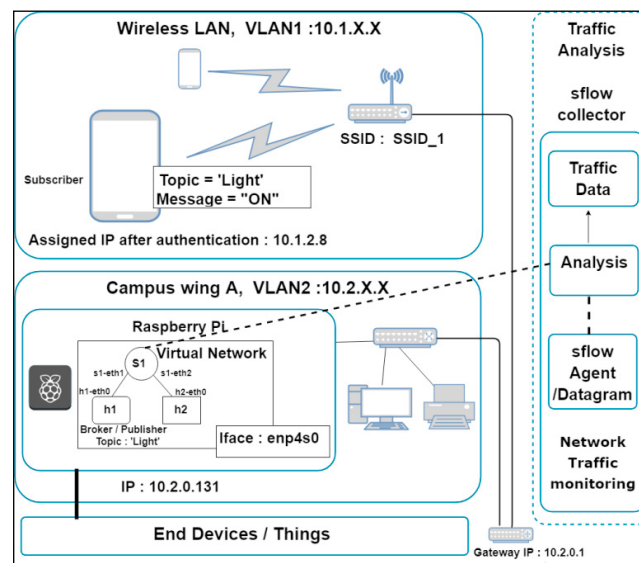 Wireless LAN, VLAN1 :10.1.X.X
SSID : SSID_1
Subscriber
Topic = 'Light'
Message = "ON"
Assigned IP after authentication : 10.1.2.8
Campus wing A, VLAN2 : 10.2.X.X
Raspberry Pi
Virtual Network
S1
s1-eth1
s1-eth2
h1-eth0
h2-eth0
h1
h2
Broker / Publisher
Topic : 'Light'
Iface : enp4s0
IP : 10.2.0.131
End Devices / Things
Gateway IP : 10.2.0.1
Traffic
Analysis
sflow
collector
Traffic
Data
Analysis
sflow
Agent
/Datagram
Network
Traffic
monitoring